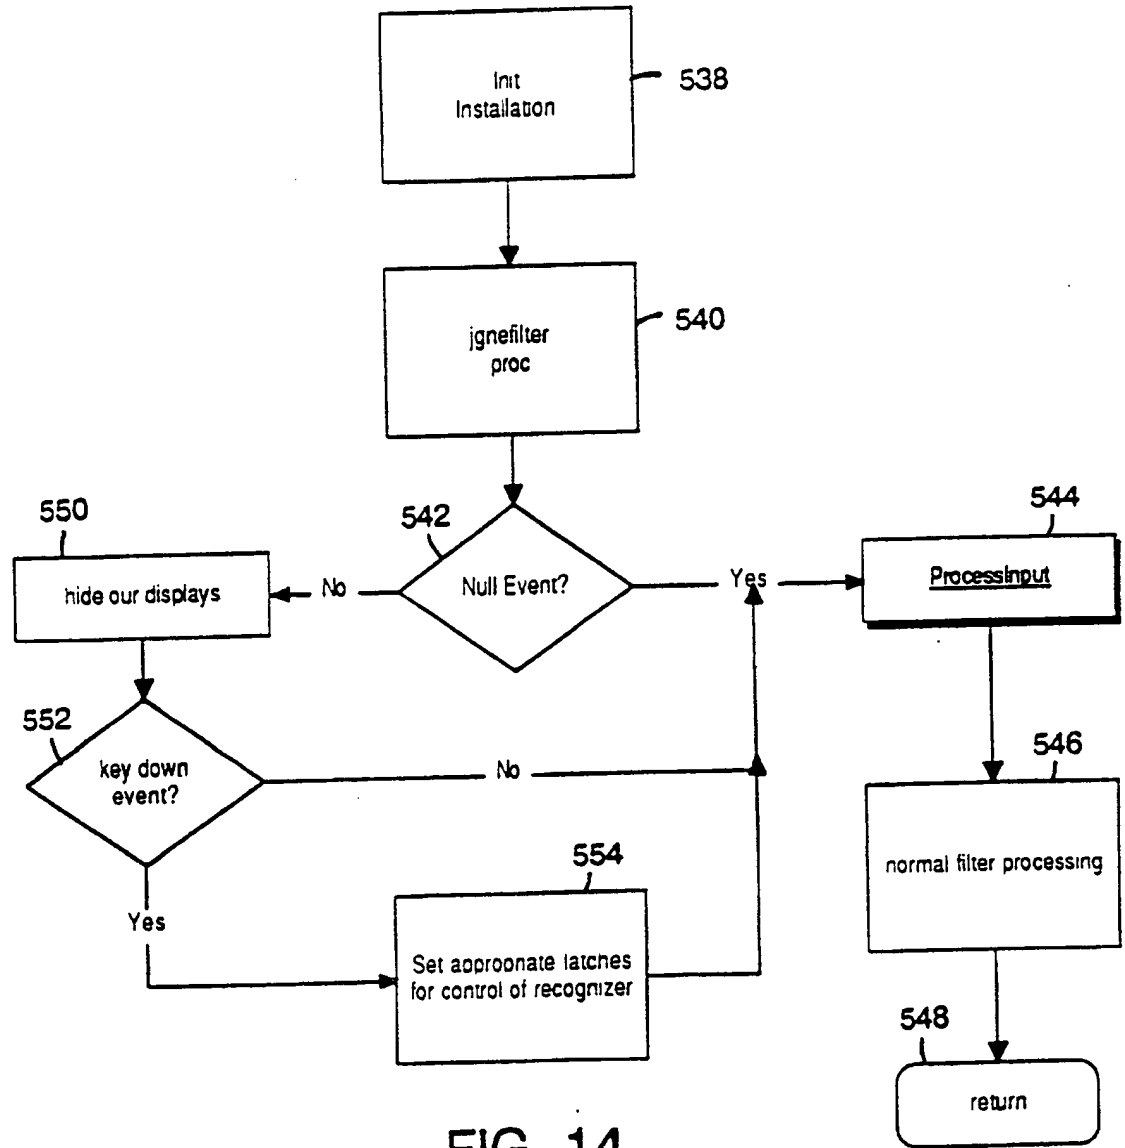 Init
Installation
538
jgnefilter
proc
540
550
542
544
hide our displays
No
Null Event?
Yes
ProcessInput
552
key down
event?
No
546
normal filter processing
554
Yes
Set appropnate latches
for control of recognizer
548
return
FIG. 14